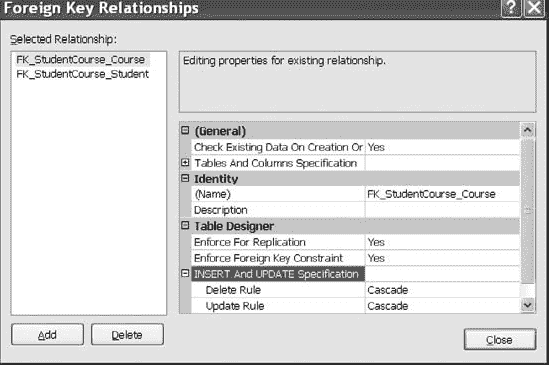 Foreign Key Relationships
Selected Relationship:
FK_StudentCourse_Course
FK_StudentCourse_Student
Editing properties for existing relationship.
(General)
Check Existing Data On Creation Or Yes
Tables And Columns Specification
Identity
(Name) FK_StudentCourse_Course
Description
Table Designer
Enforce For Replication Yes
Enforce Foreign Key Constraint Yes
INSERT And UPDATE Specification
Delete Rule Cascade
Update Rule Cascade
Add Delete
Close